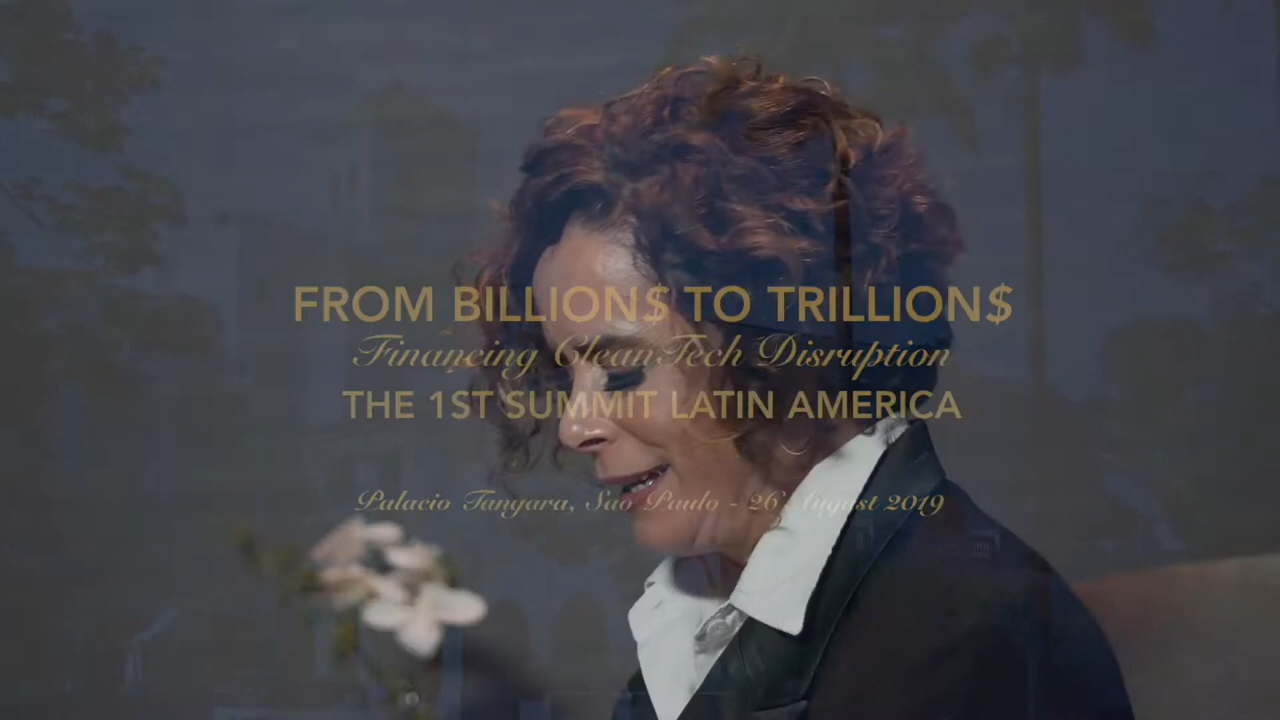 FROM BILLION$ TO TRILLION$
Financing CleanTech Disruption
THE 1ST SUMMIT LATIN AMERICA
Palacio Tangara, Sao Paulo - 26 August 2019